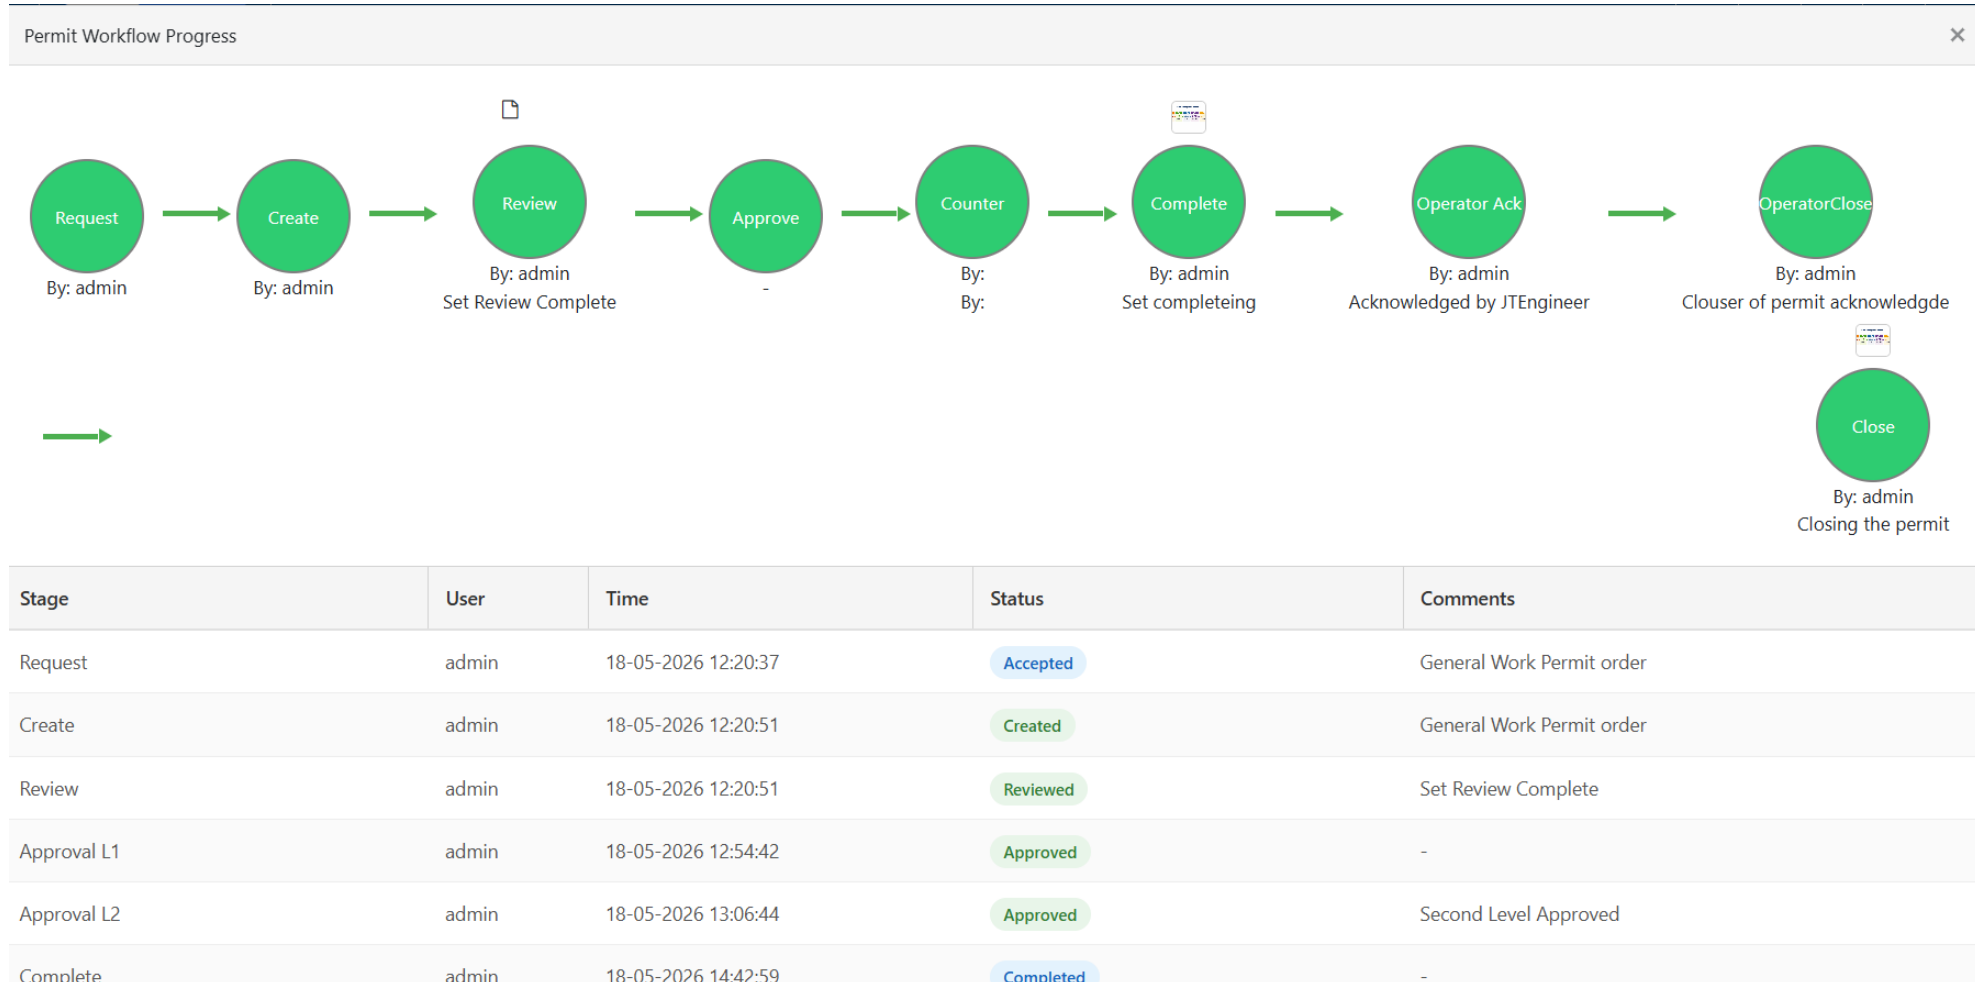 Permit Workflow Progress
Request
By: admin
Create
By: admin
Review
By: admin
Set Review Complete
Approve
-
Counter
By:
By:
Complete
By: admin
Set completeing
Operator Ack
By: admin
Acknowledged by JTEngineer
OperatorClose
By: admin
Clouser of permit acknowledgde
Close
By: admin
Closing the permit
Stage User Time Status Comments
Request admin 18-05-2026 12:20:37 Accepted General Work Permit order
Create admin 18-05-2026 12:20:51 Created General Work Permit order
Review admin 18-05-2026 12:20:51 Reviewed Set Review Complete
Approval L1 admin 18-05-2026 12:54:42 Approved -
Approval L2 admin 18-05-2026 13:06:44 Approved Second Level Approved
Complete admin 18-05-2026 14:42:59 Completed -